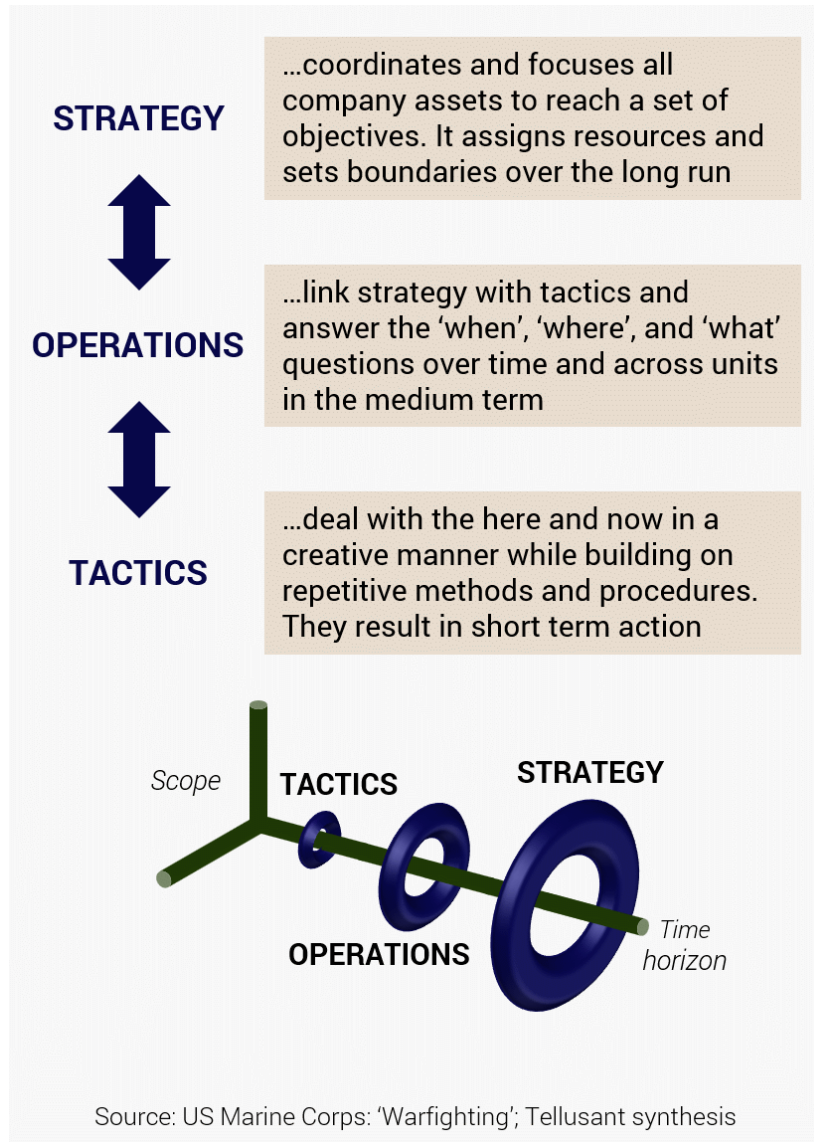 STRATEGY
…coordinates and focuses all
company assets to reach a set of
objectives. It assigns resources and
sets boundaries over the long run
OPERATIONS
…link strategy with tactics and
answer the ‘when’, ‘where’, and ‘what’
questions over time and across units
in the medium term
TACTICS
…deal with the here and now in a
creative manner while building on
repetitive methods and procedures.
They result in short term action
Scope
TACTICS
STRATEGY
OPERATIONS
Time
horizon
Source: US Marine Corps: ‘Warfighting’; Tellusant synthesis